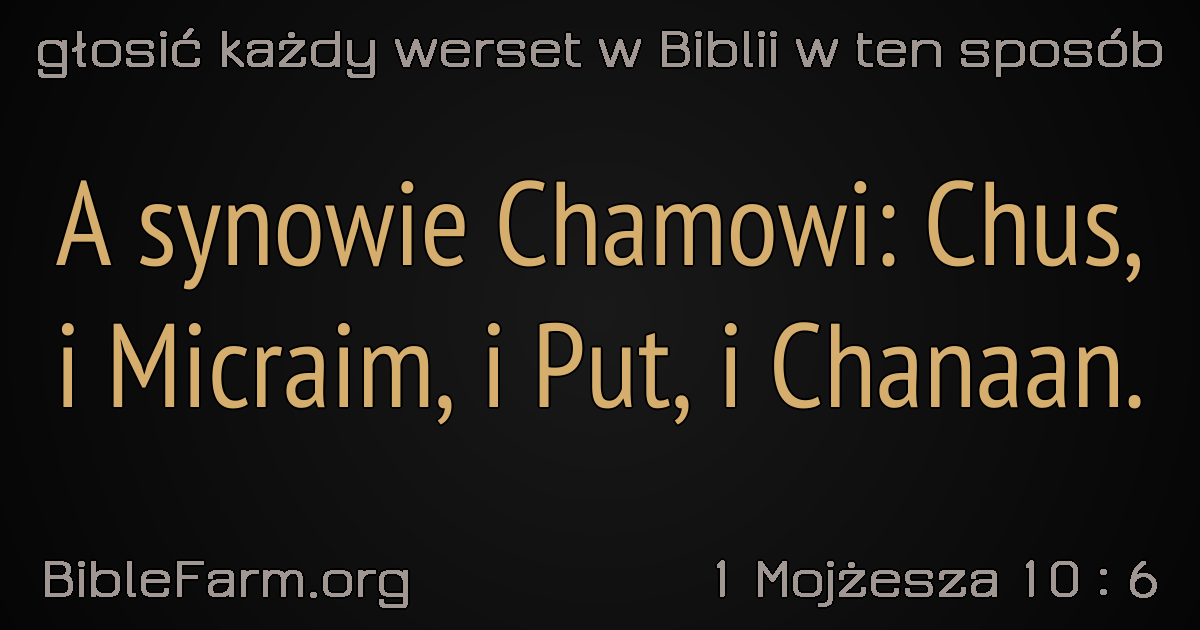 głosić każdy werset w Biblii w ten sposób
A synowie Chamowi: Chus,
i Micraim, i Put, i Chanaan.
BibleFarm.org
1 Mojżesza 10 : 6